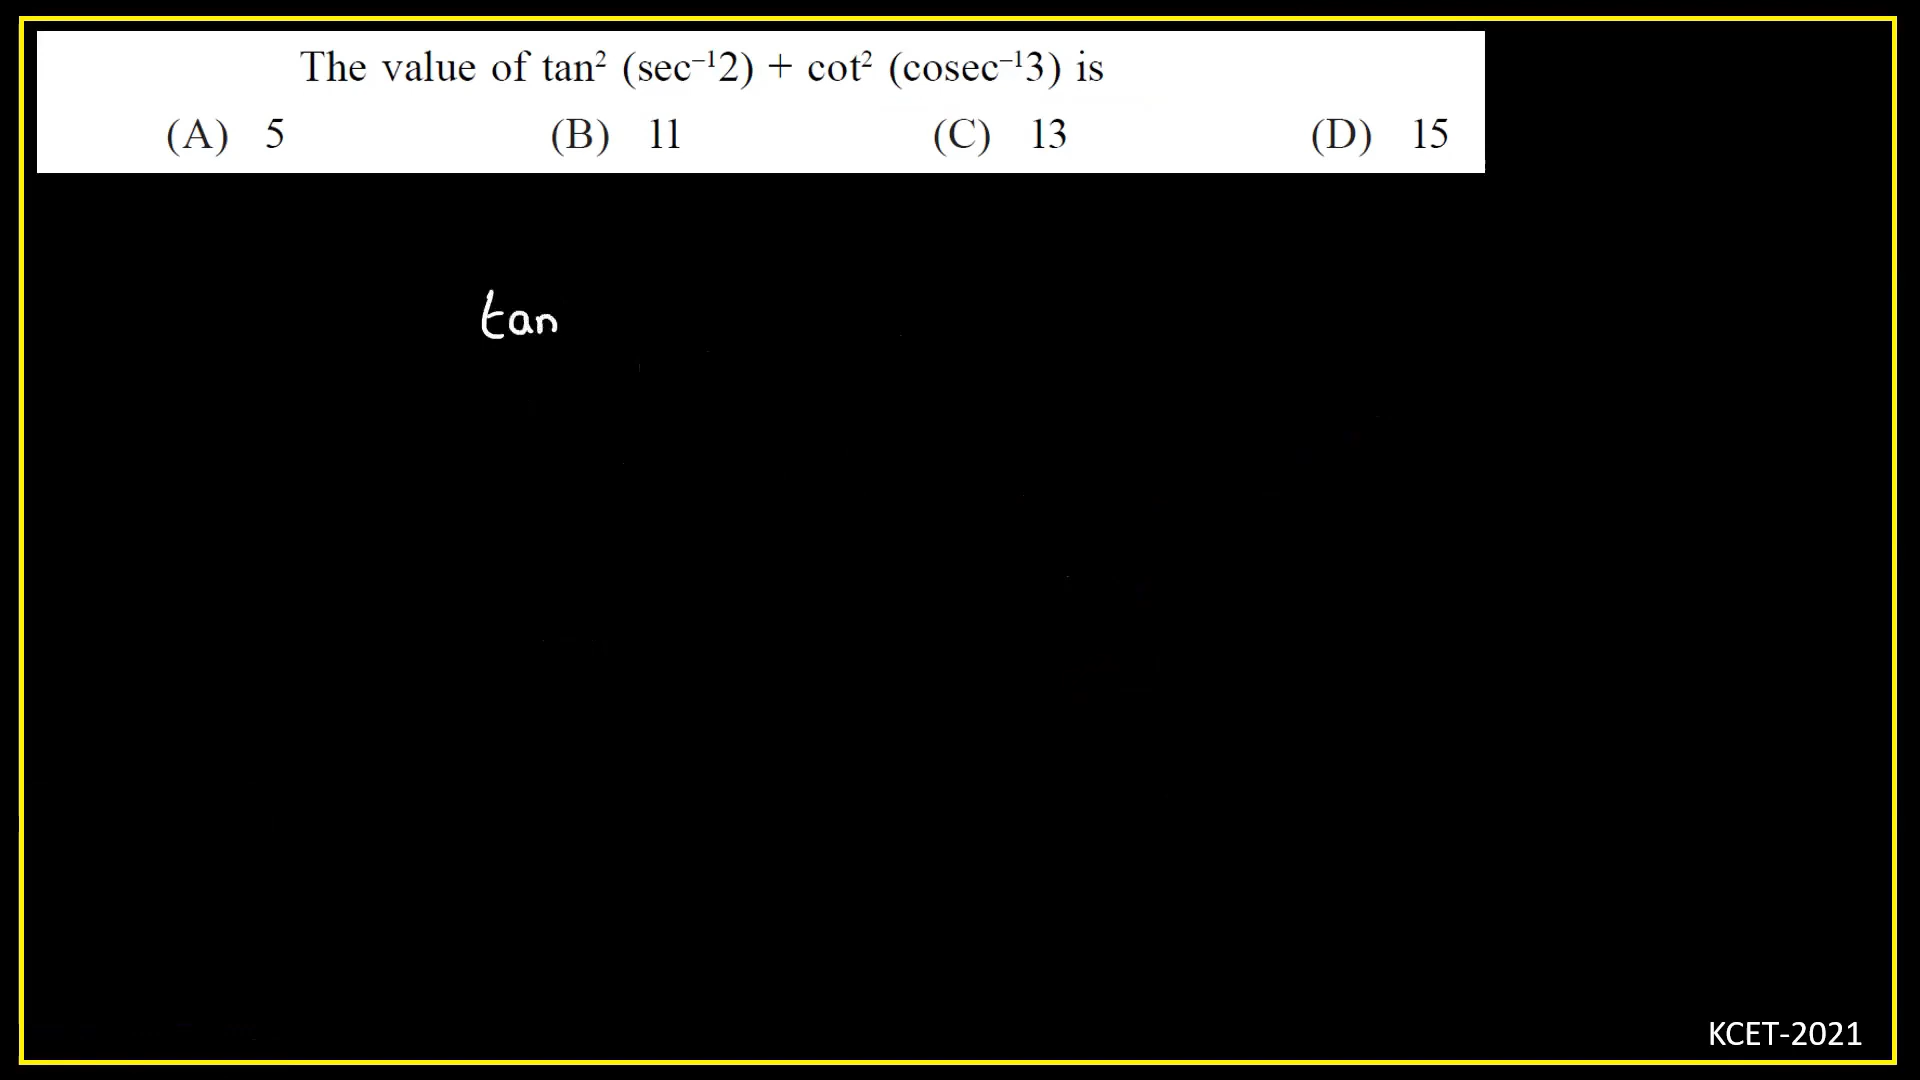 The value of tan² (sec⁻¹2) + cot² (cosec⁻¹3) is
(A) 5 (B) 11 (C) 13 (D) 15
tan
KCET-2021